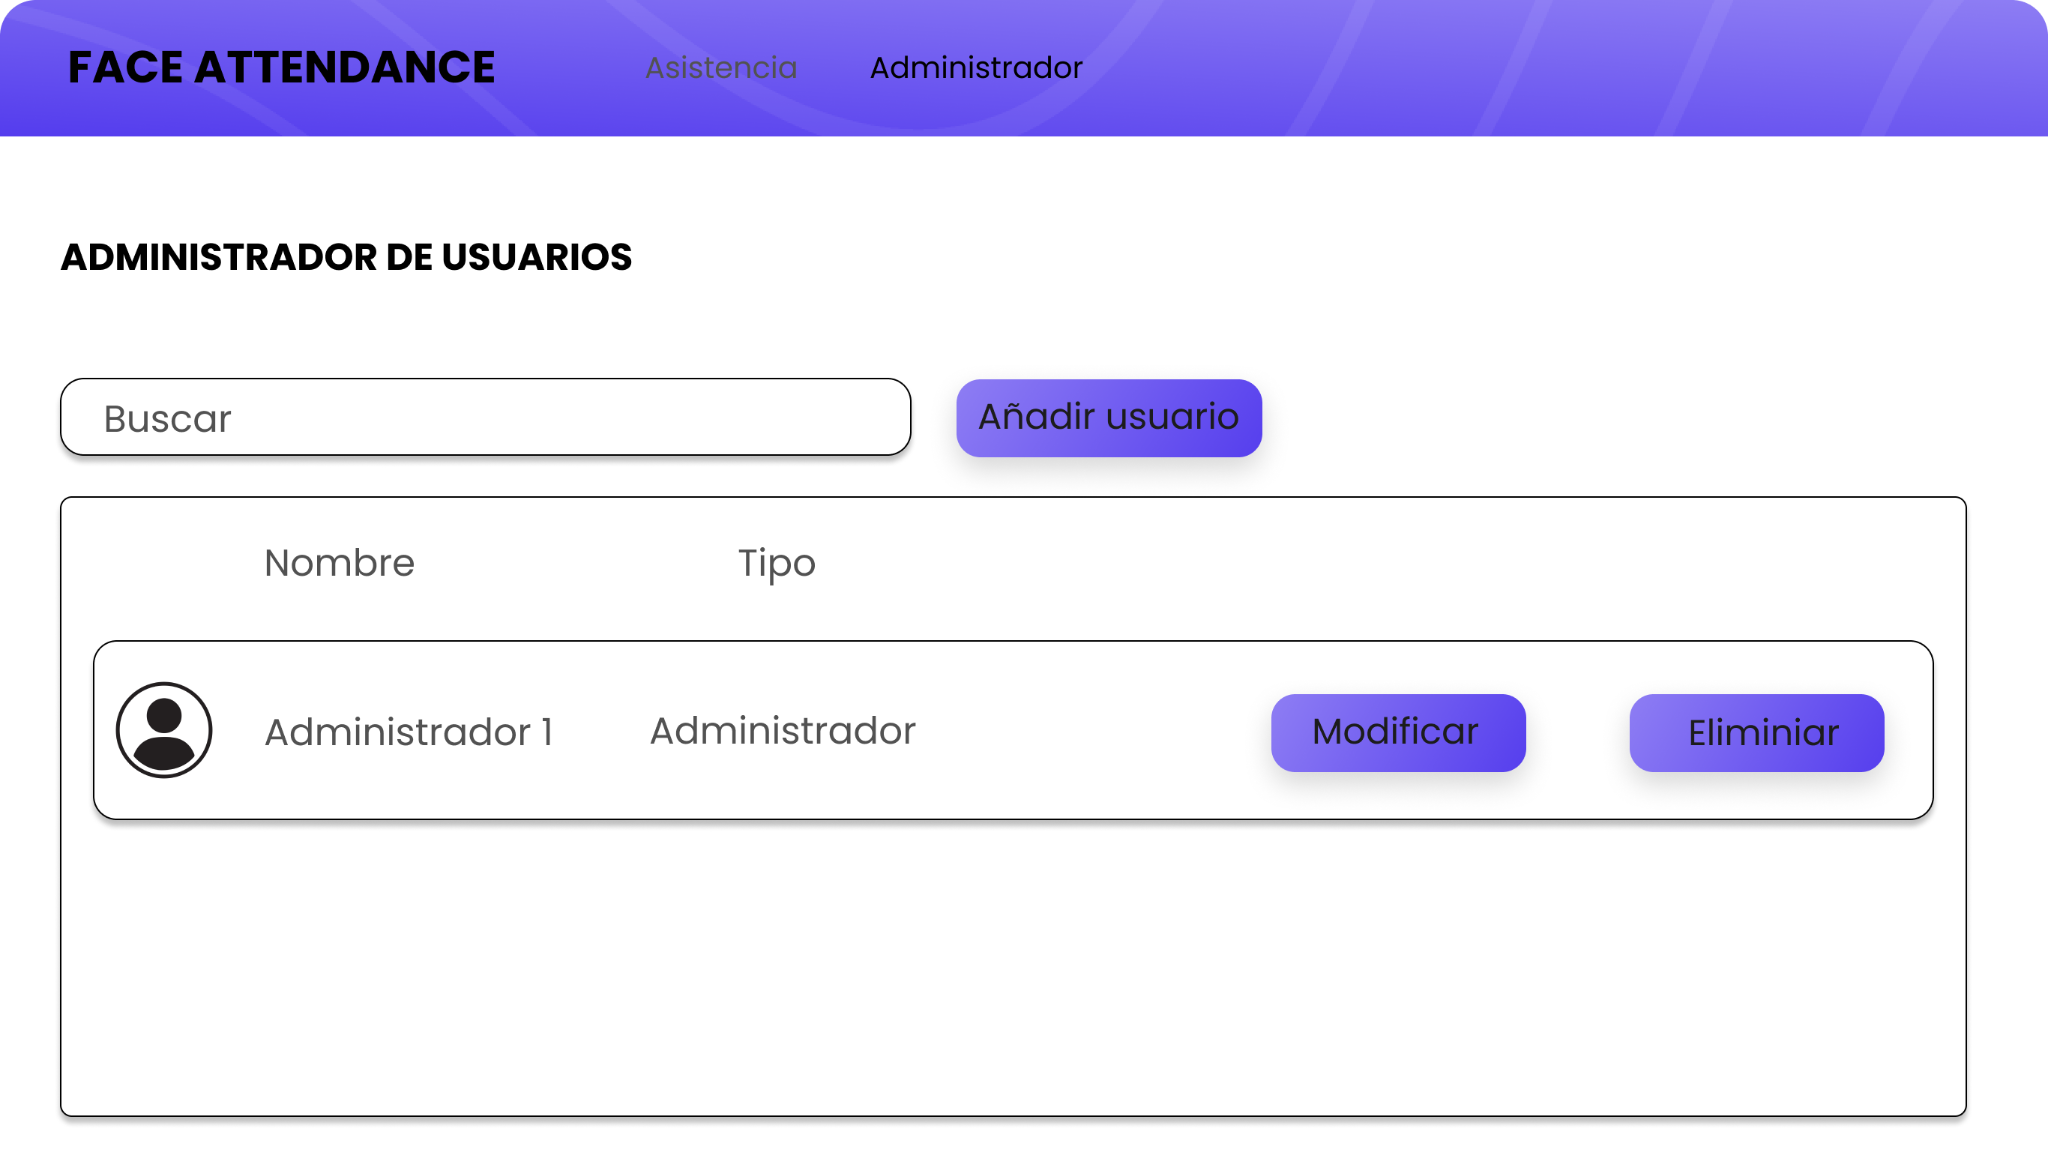 FACE ATTENDANCE Asistencia Administrador
ADMINISTRADOR DE USUARIOS
Buscar Añadir usuario
Nombre Tipo
Administrador 1 Administrador Modificar Eliminiar